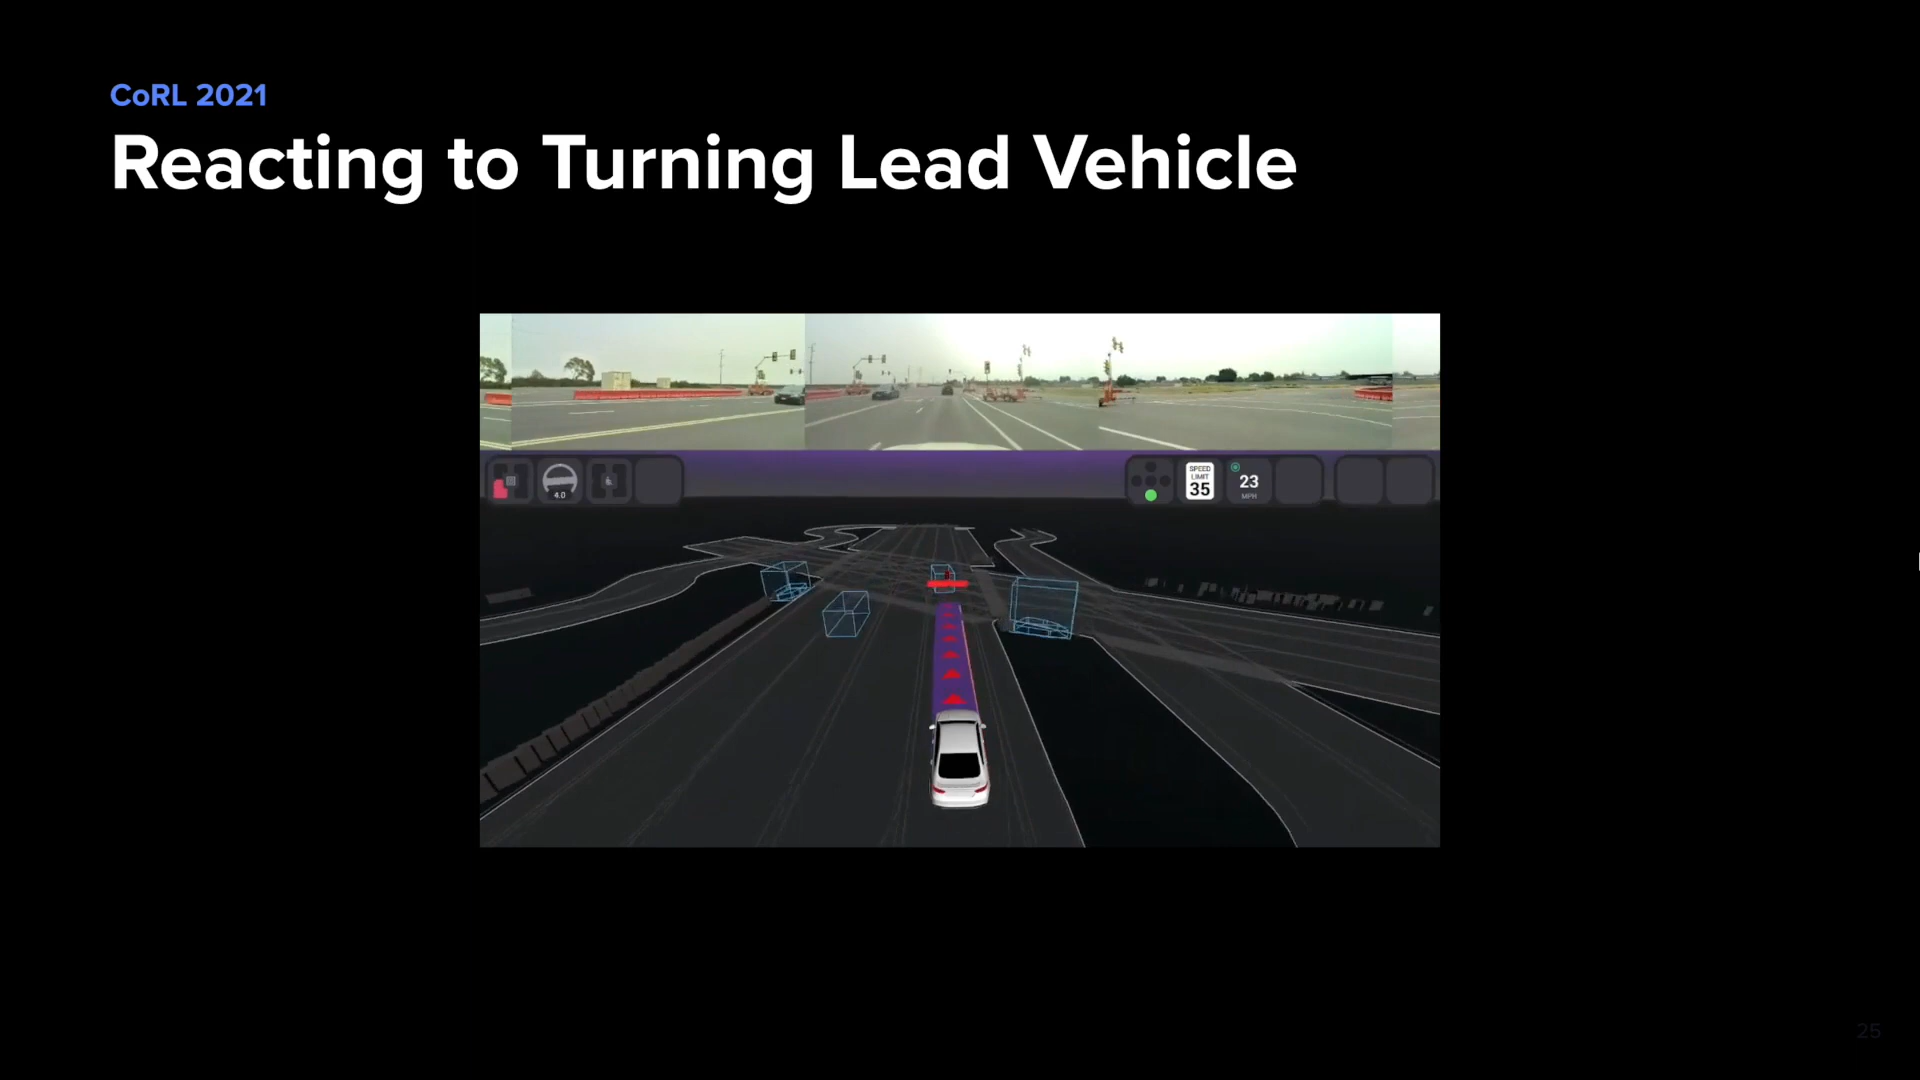 CoRL 2021
Reacting to Turning Lead Vehicle
4.0
SPEED
LIMIT
35
23
MPH
25